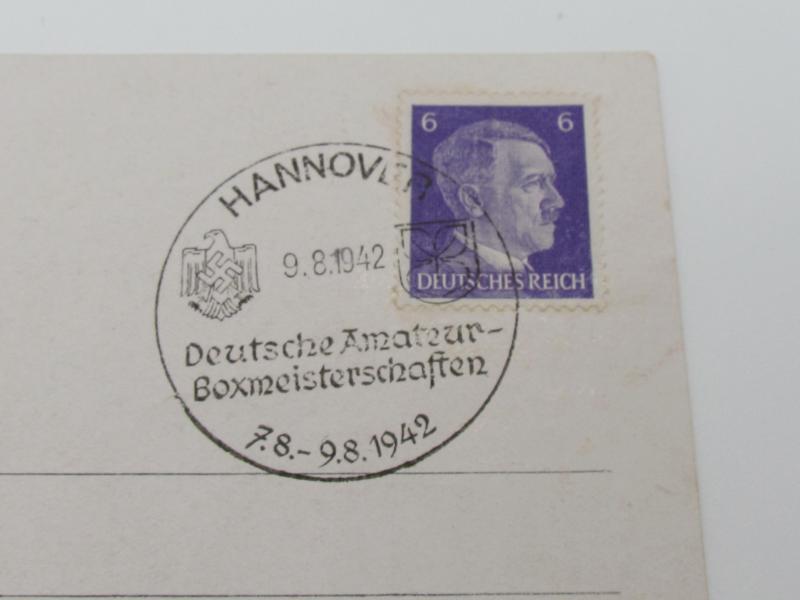 6 6
HANNOVER
9.8.1942
DEUTSCHES REICH
Deutsche Amateur-
Boxmeisterschaften
7.8.-9.8.1942